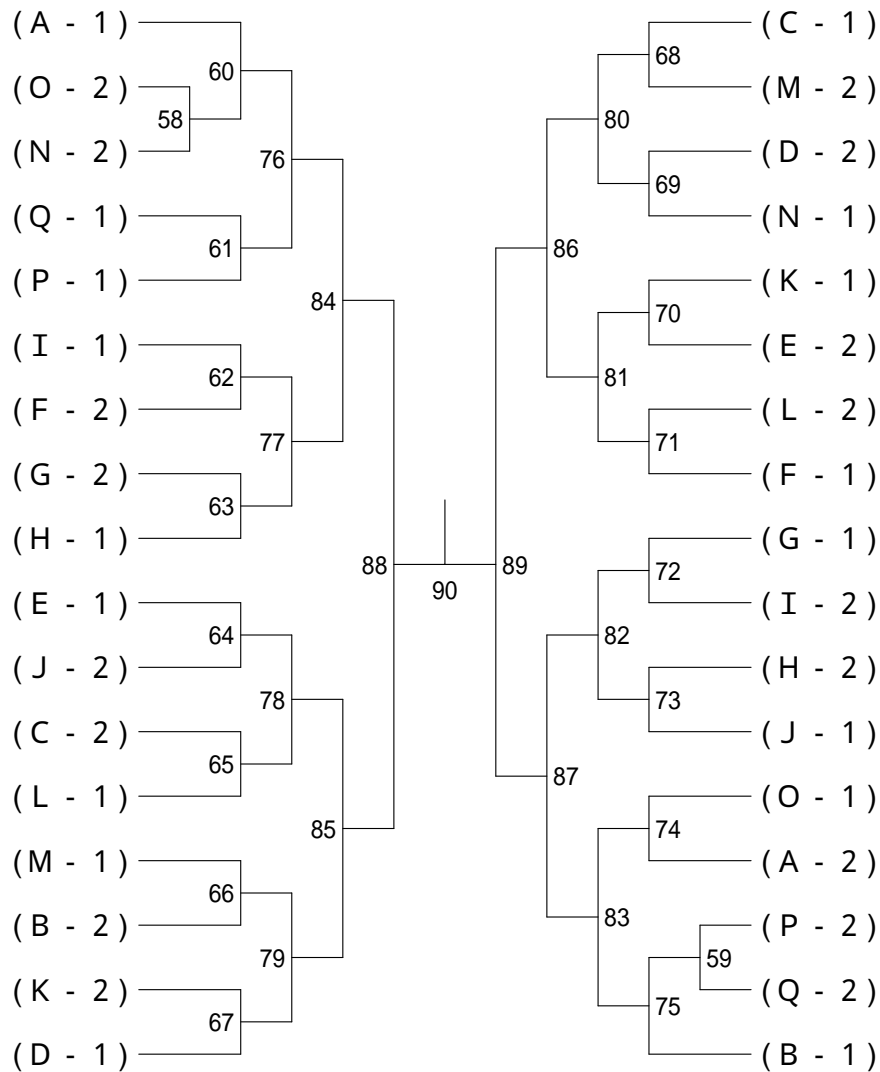 (A - 1)
(O - 2)
(N - 2)
(Q - 1)
(P - 1)
(I - 1)
(F - 2)
(G - 2)
(H - 1)
(E - 1)
(J - 2)
(C - 2)
(L - 1)
(M - 1)
(B - 2)
(K - 2)
(D - 1)
58
60
61
62
63
64
65
66
67
76
77
78
79
84
85
88
90
89
86
87
80
81
82
83
68
69
70
71
72
73
74
75
59
(C - 1)
(M - 2)
(D - 2)
(N - 1)
(K - 1)
(E - 2)
(L - 2)
(F - 1)
(G - 1)
(I - 2)
(H - 2)
(J - 1)
(O - 1)
(A - 2)
(P - 2)
(Q - 2)
(B - 1)